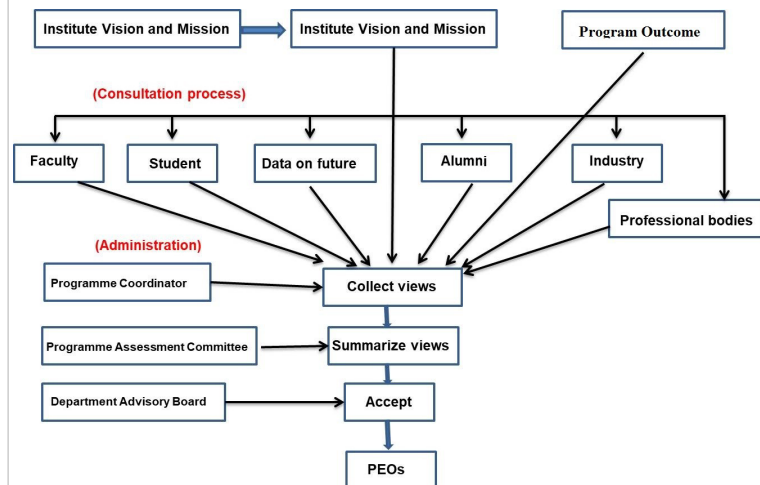 Institute Vision and Mission
Institute Vision and Mission
Program Outcome
(Consultation process)
Faculty
Student
Data on future
Alumni
Industry
Professional bodies
(Administration)
Programme Coordinator
Collect views
Programme Assessment Committee
Summarize views
Department Advisory Board
Accept
PEOs